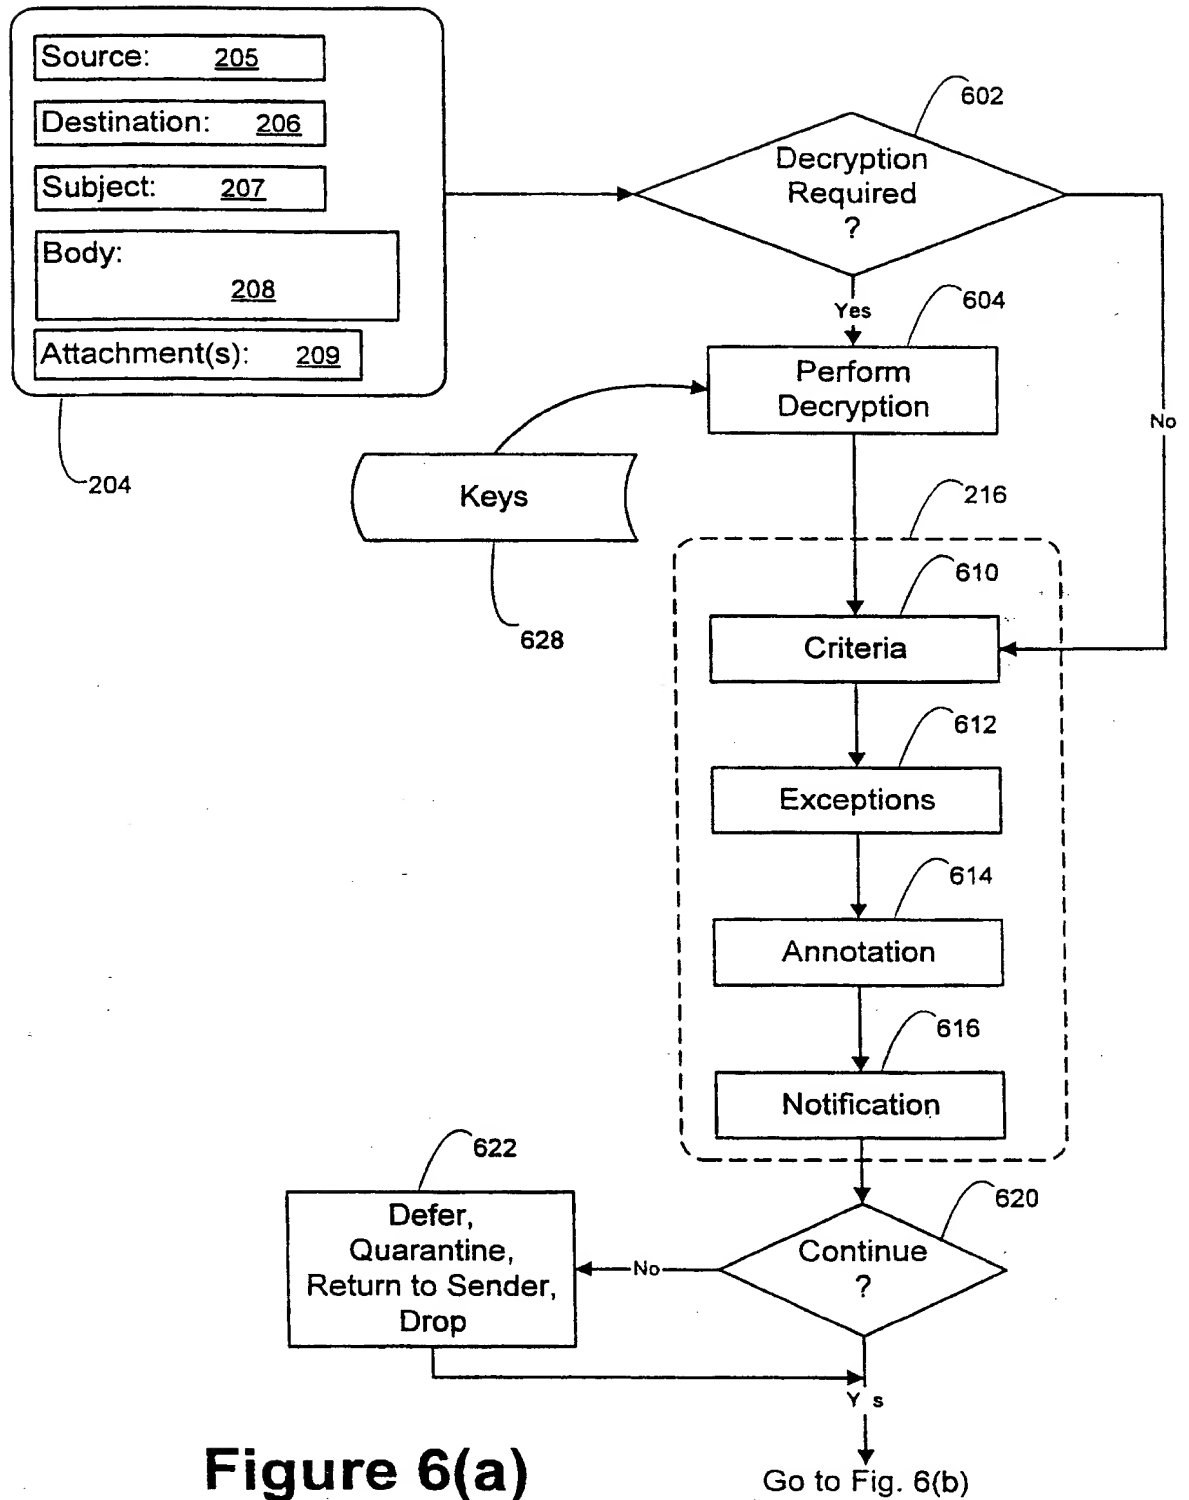 Source: 205
Destination: 206
Subject: 207
Body:
208
Attachment(s): 209
204
602
Decryption
Required
?
Yes
No
604
Perform
Decryption
Keys
628
216
610
Criteria
612
Exceptions
614
Annotation
616
Notification
620
Continue
?
No
622
Defer,
Quarantine,
Return to Sender,
Drop
Y s
Go to Fig. 6(b)
Figure 6(a)